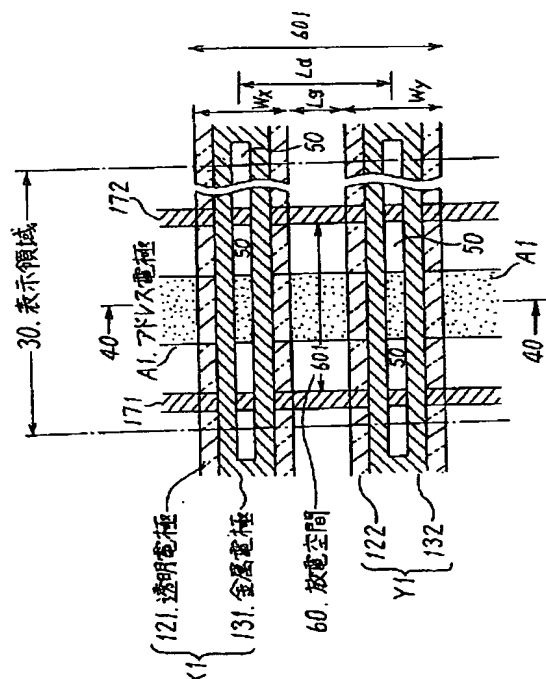 30. 表示領域
40
A1. アドレス電極
171
172
121. 透明電極
131. 金属電極
X1
50
50
601
60. 放電空間
50
50
122
132
Y1
A1
40
Wx
Lg
Wy
Ld
601